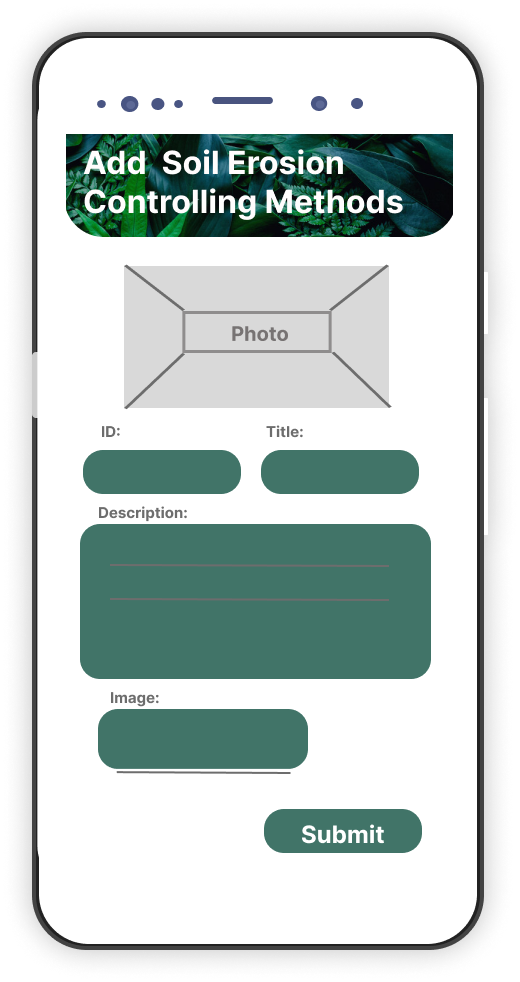 Add  Soil Erosion
Controlling Methods
Photo
ID:
Title:
Description:
Image:
Submit